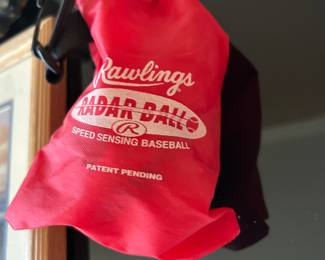 Rawlings
RADAR BALL
R
SPEED SENSING BASEBALL
PATENT PENDING